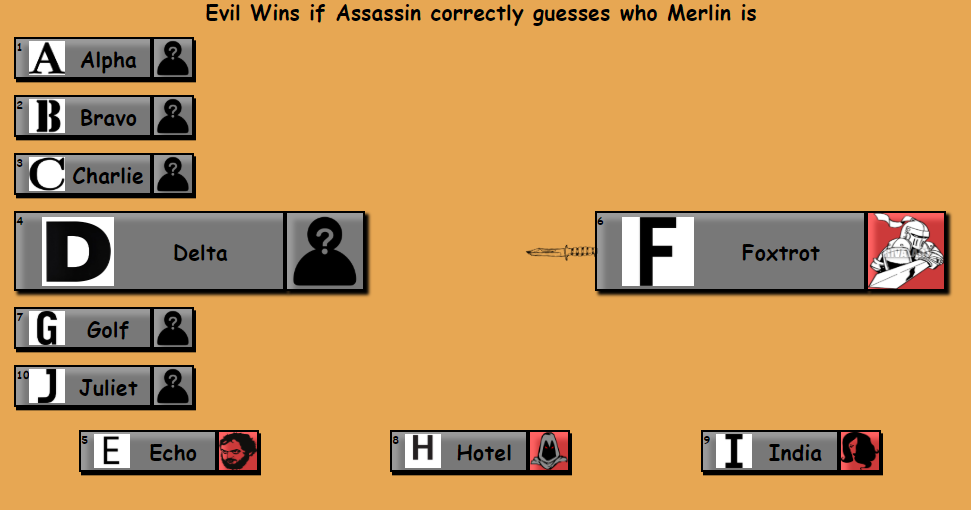 Evil Wins if Assassin correctly guesses who Merlin is
1 A Alpha ?
2 B Bravo ?
3 C Charlie ?
4 D Delta ?
6 F Foxtrot
7 G Golf ?
10 J Juliet ?
5 E Echo
8 H Hotel
9 I India